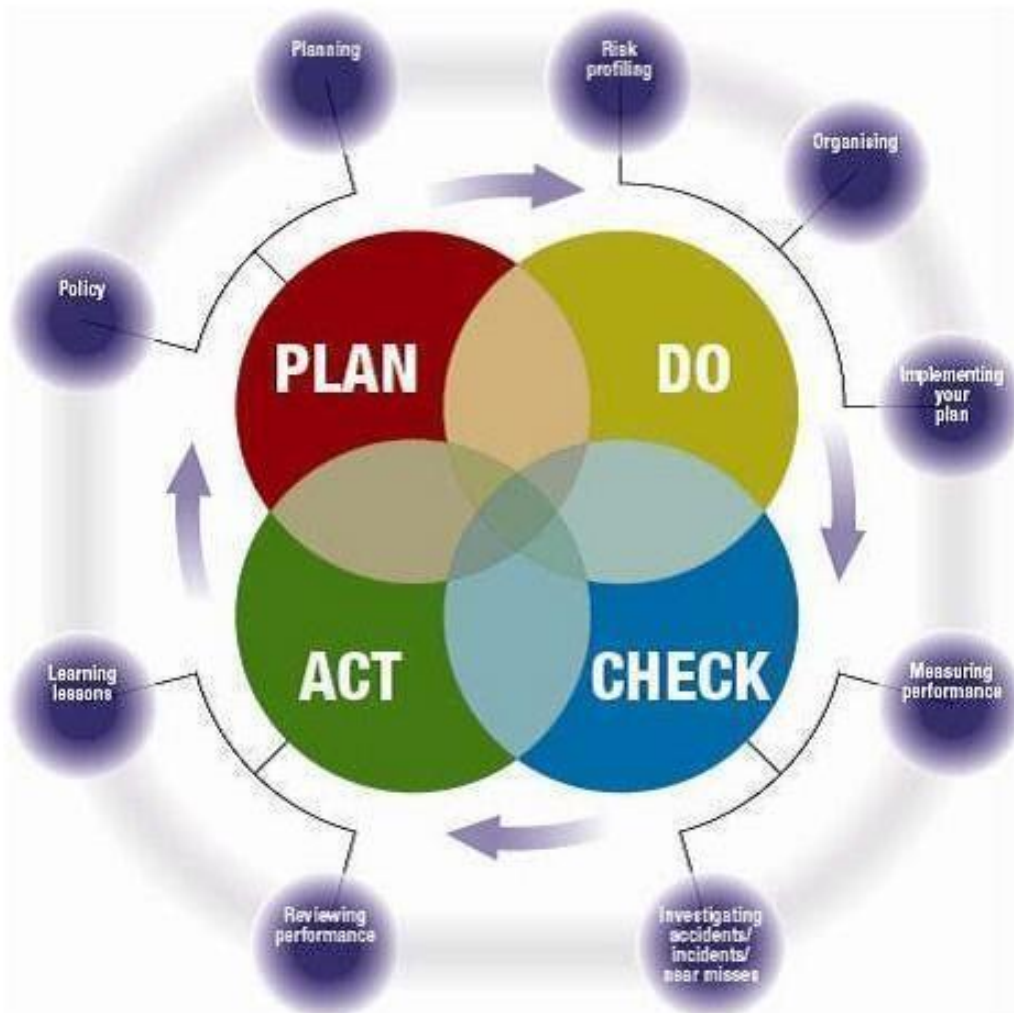 Planning
Risk
profiling
Organising
Policy
PLAN
DO
Implementing
your
plan
Learning
lessons
ACT
CHECK
Measuring
performance
Reviewing
performance
Investigating
accidents/
incidents/
near misses